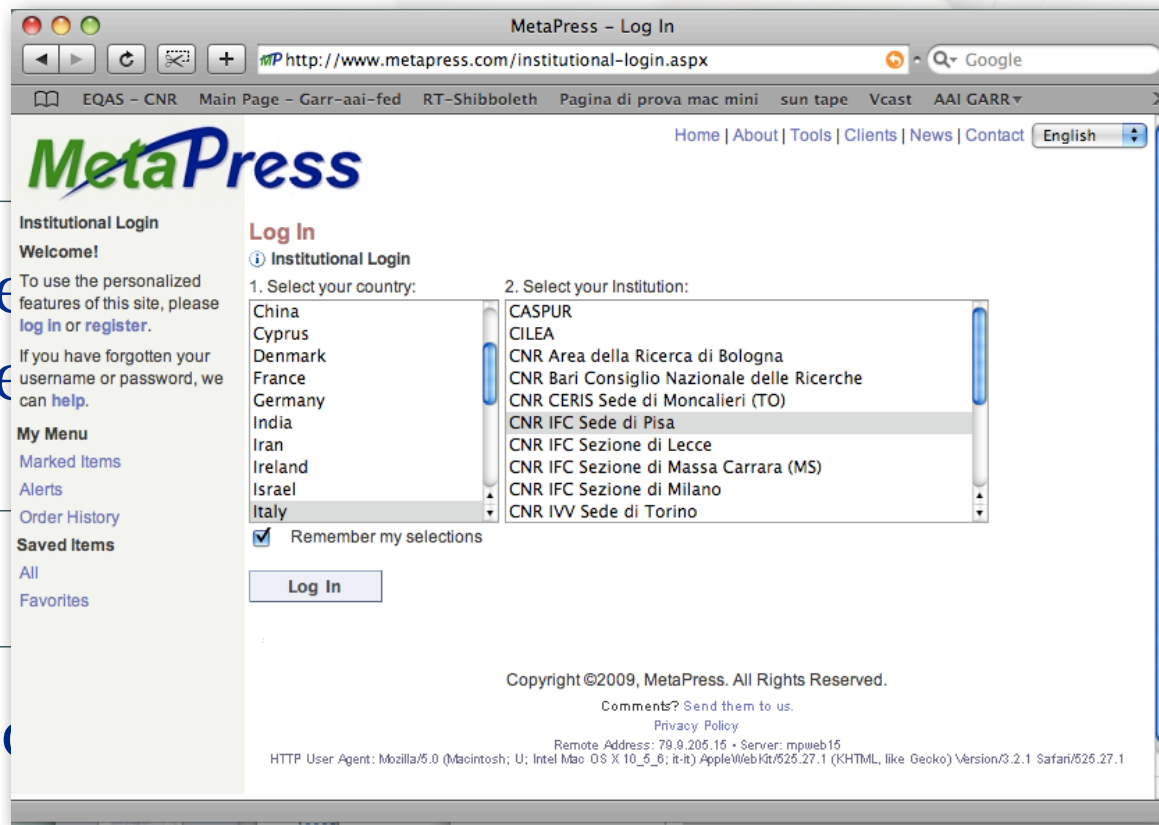 MetaPress – Log In
http://www.metapress.com/institutional-login.aspx
Google
EQAS – CNR Main Page – Garr-aai-fed RT-Shibboleth Pagina di prova mac mini sun tape Vcast AAI GARR
MetaPress
Home | About | Tools | Clients | News | Contact English
Institutional Login
Welcome!
To use the personalized
features of this site, please
log in or register.
If you have forgotten your
username or password, we
can help.
My Menu
Marked Items
Alerts
Order History
Saved Items
All
Favorites
Log In
Institutional Login
1. Select your country:
China
Cyprus
Denmark
France
Germany
India
Iran
Ireland
Israel
Italy
2. Select your Institution:
CASPUR
CILEA
CNR Area della Ricerca di Bologna
CNR Bari Consiglio Nazionale delle Ricerche
CNR CERIS Sede di Moncalieri (TO)
CNR IFC Sede di Pisa
CNR IFC Sezione di Lecce
CNR IFC Sezione di Massa Carrara (MS)
CNR IFC Sezione di Milano
CNR IVV Sede di Torino
Remember my selections
Log In
Copyright ©2009, MetaPress. All Rights Reserved.
Comments? Send them to us.
Privacy Policy
Remote Address: 79.9.205.15 • Server: mpweb15
HTTP User Agent: Mozilla/5.0 (Macintosh; U; Intel Mac OS X 10_5_6; it-it) AppleWebKit/525.27.1 (KHTML, like Gecko) Version/3.2.1 Safari/525.27.1